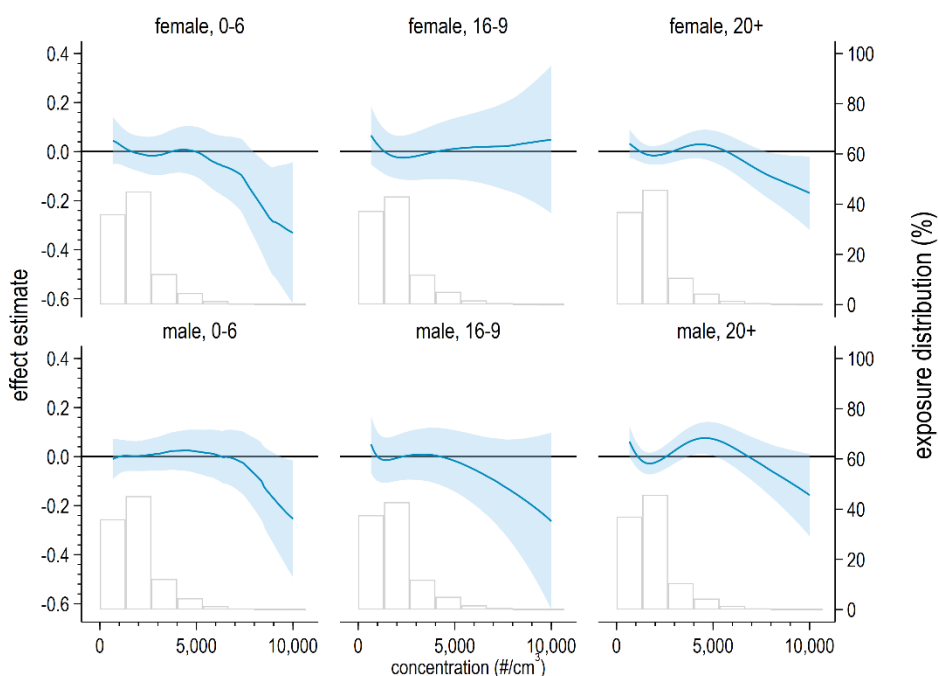 female, 0-6 female, 16-9 female, 20+
0.4 100
0.2 80
0.0 60
-0.2 40
-0.4 20
-0.6 0
effect estimate
exposure distribution (%)
male, 0-6 male, 16-9 male, 20+
0.4 100
0.2 80
0.0 60
-0.2 40
-0.4 20
-0.6 0
0 5,000 10,000 0 5,000 10,000 0 5,000 10,000
concentration (#/cm³)